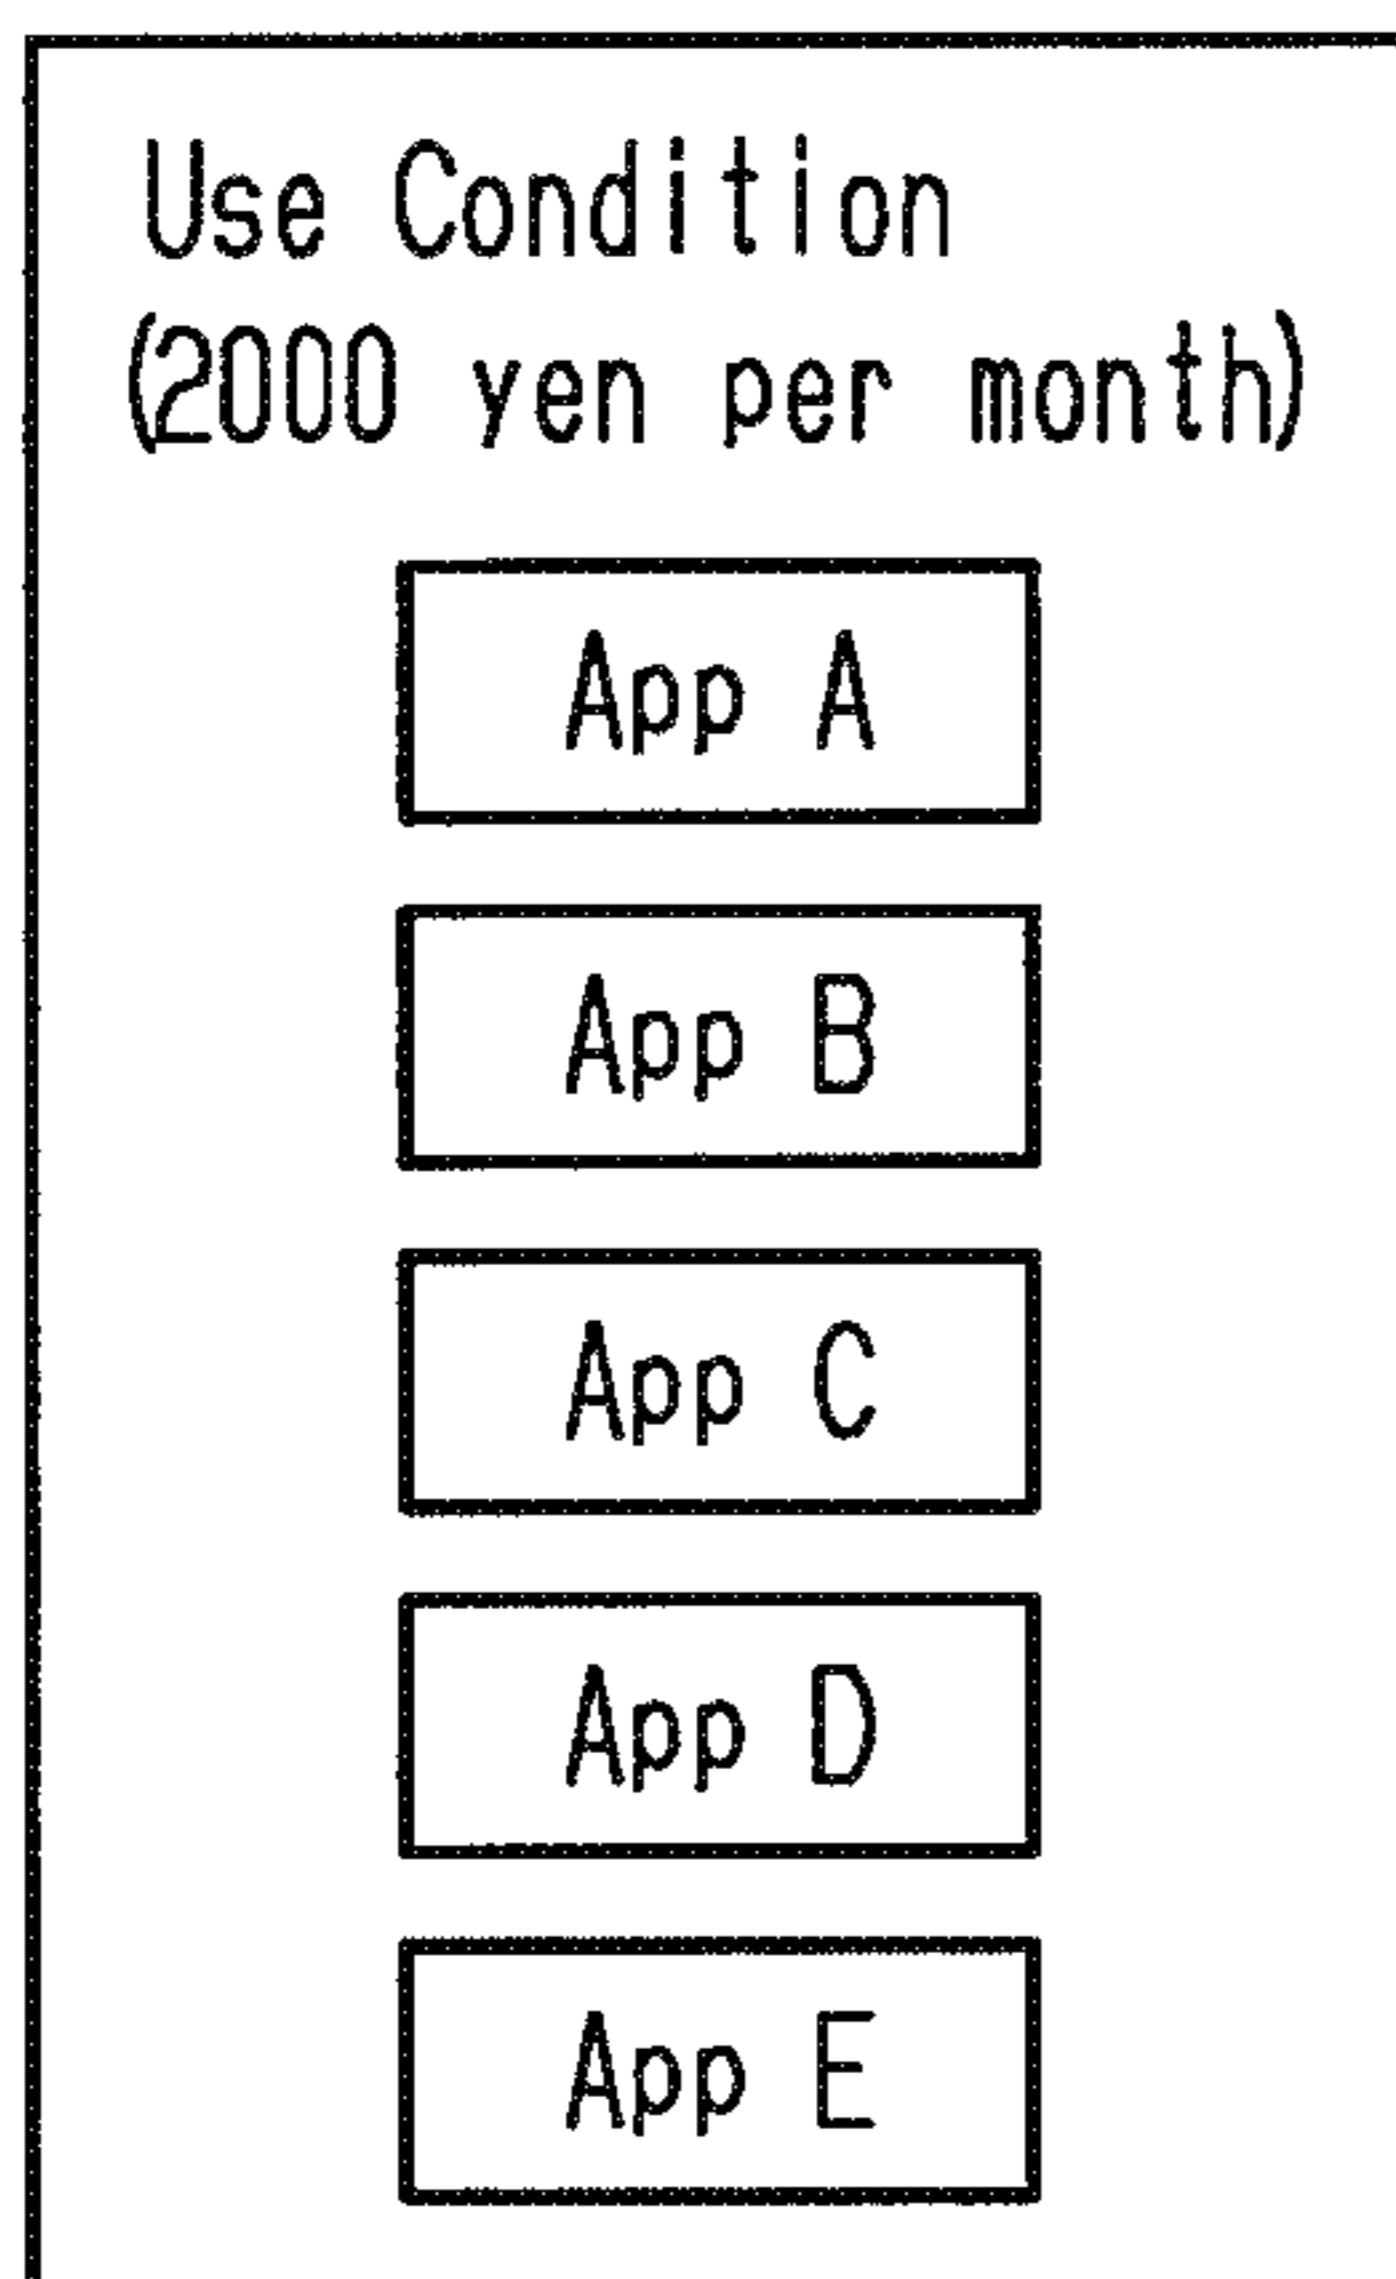 Use Condition
(2000 yen per month)
App A
App B
App C
App D
App E